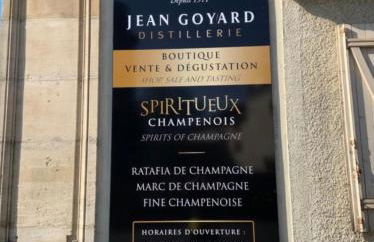 Depuis 1911
JEAN GOYARD
DISTILLERIE
BOUTIQUE
VENTE & DÉGUSTATION
SHOP SALE AND TASTING
SPIRITUEUX
CHAMPENOIS
SPIRITS OF CHAMPAGNE
RATAFIA DE CHAMPAGNE
MARC DE CHAMPAGNE
FINE CHAMPENOISE
HORAIRES D'OUVERTURE :